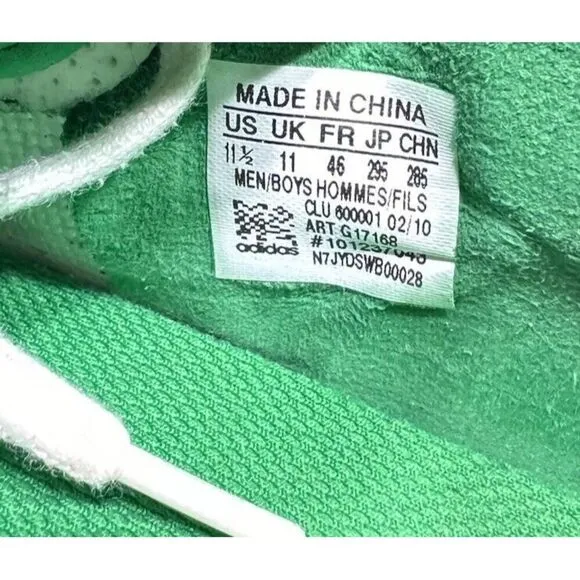 MADE IN CHINA
US UK FR JP CHN
11½ 11 46 295 285
MEN/BOYS HOMMES/FILS
CLU 600001 02/10
ART G17168
adidas
N7JYDSWB00028